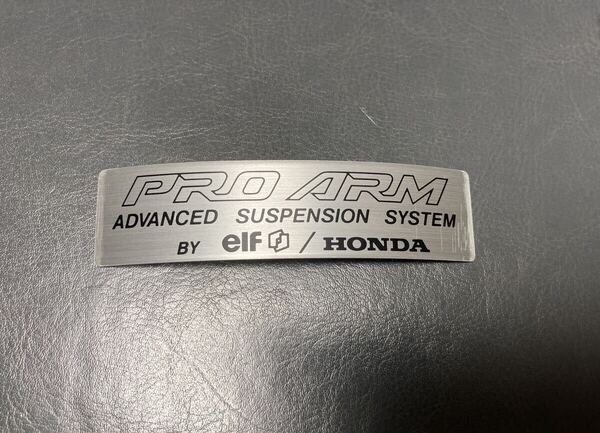 PRO ARM
ADVANCED SUSPENSION SYSTEM
BY elf / HONDA